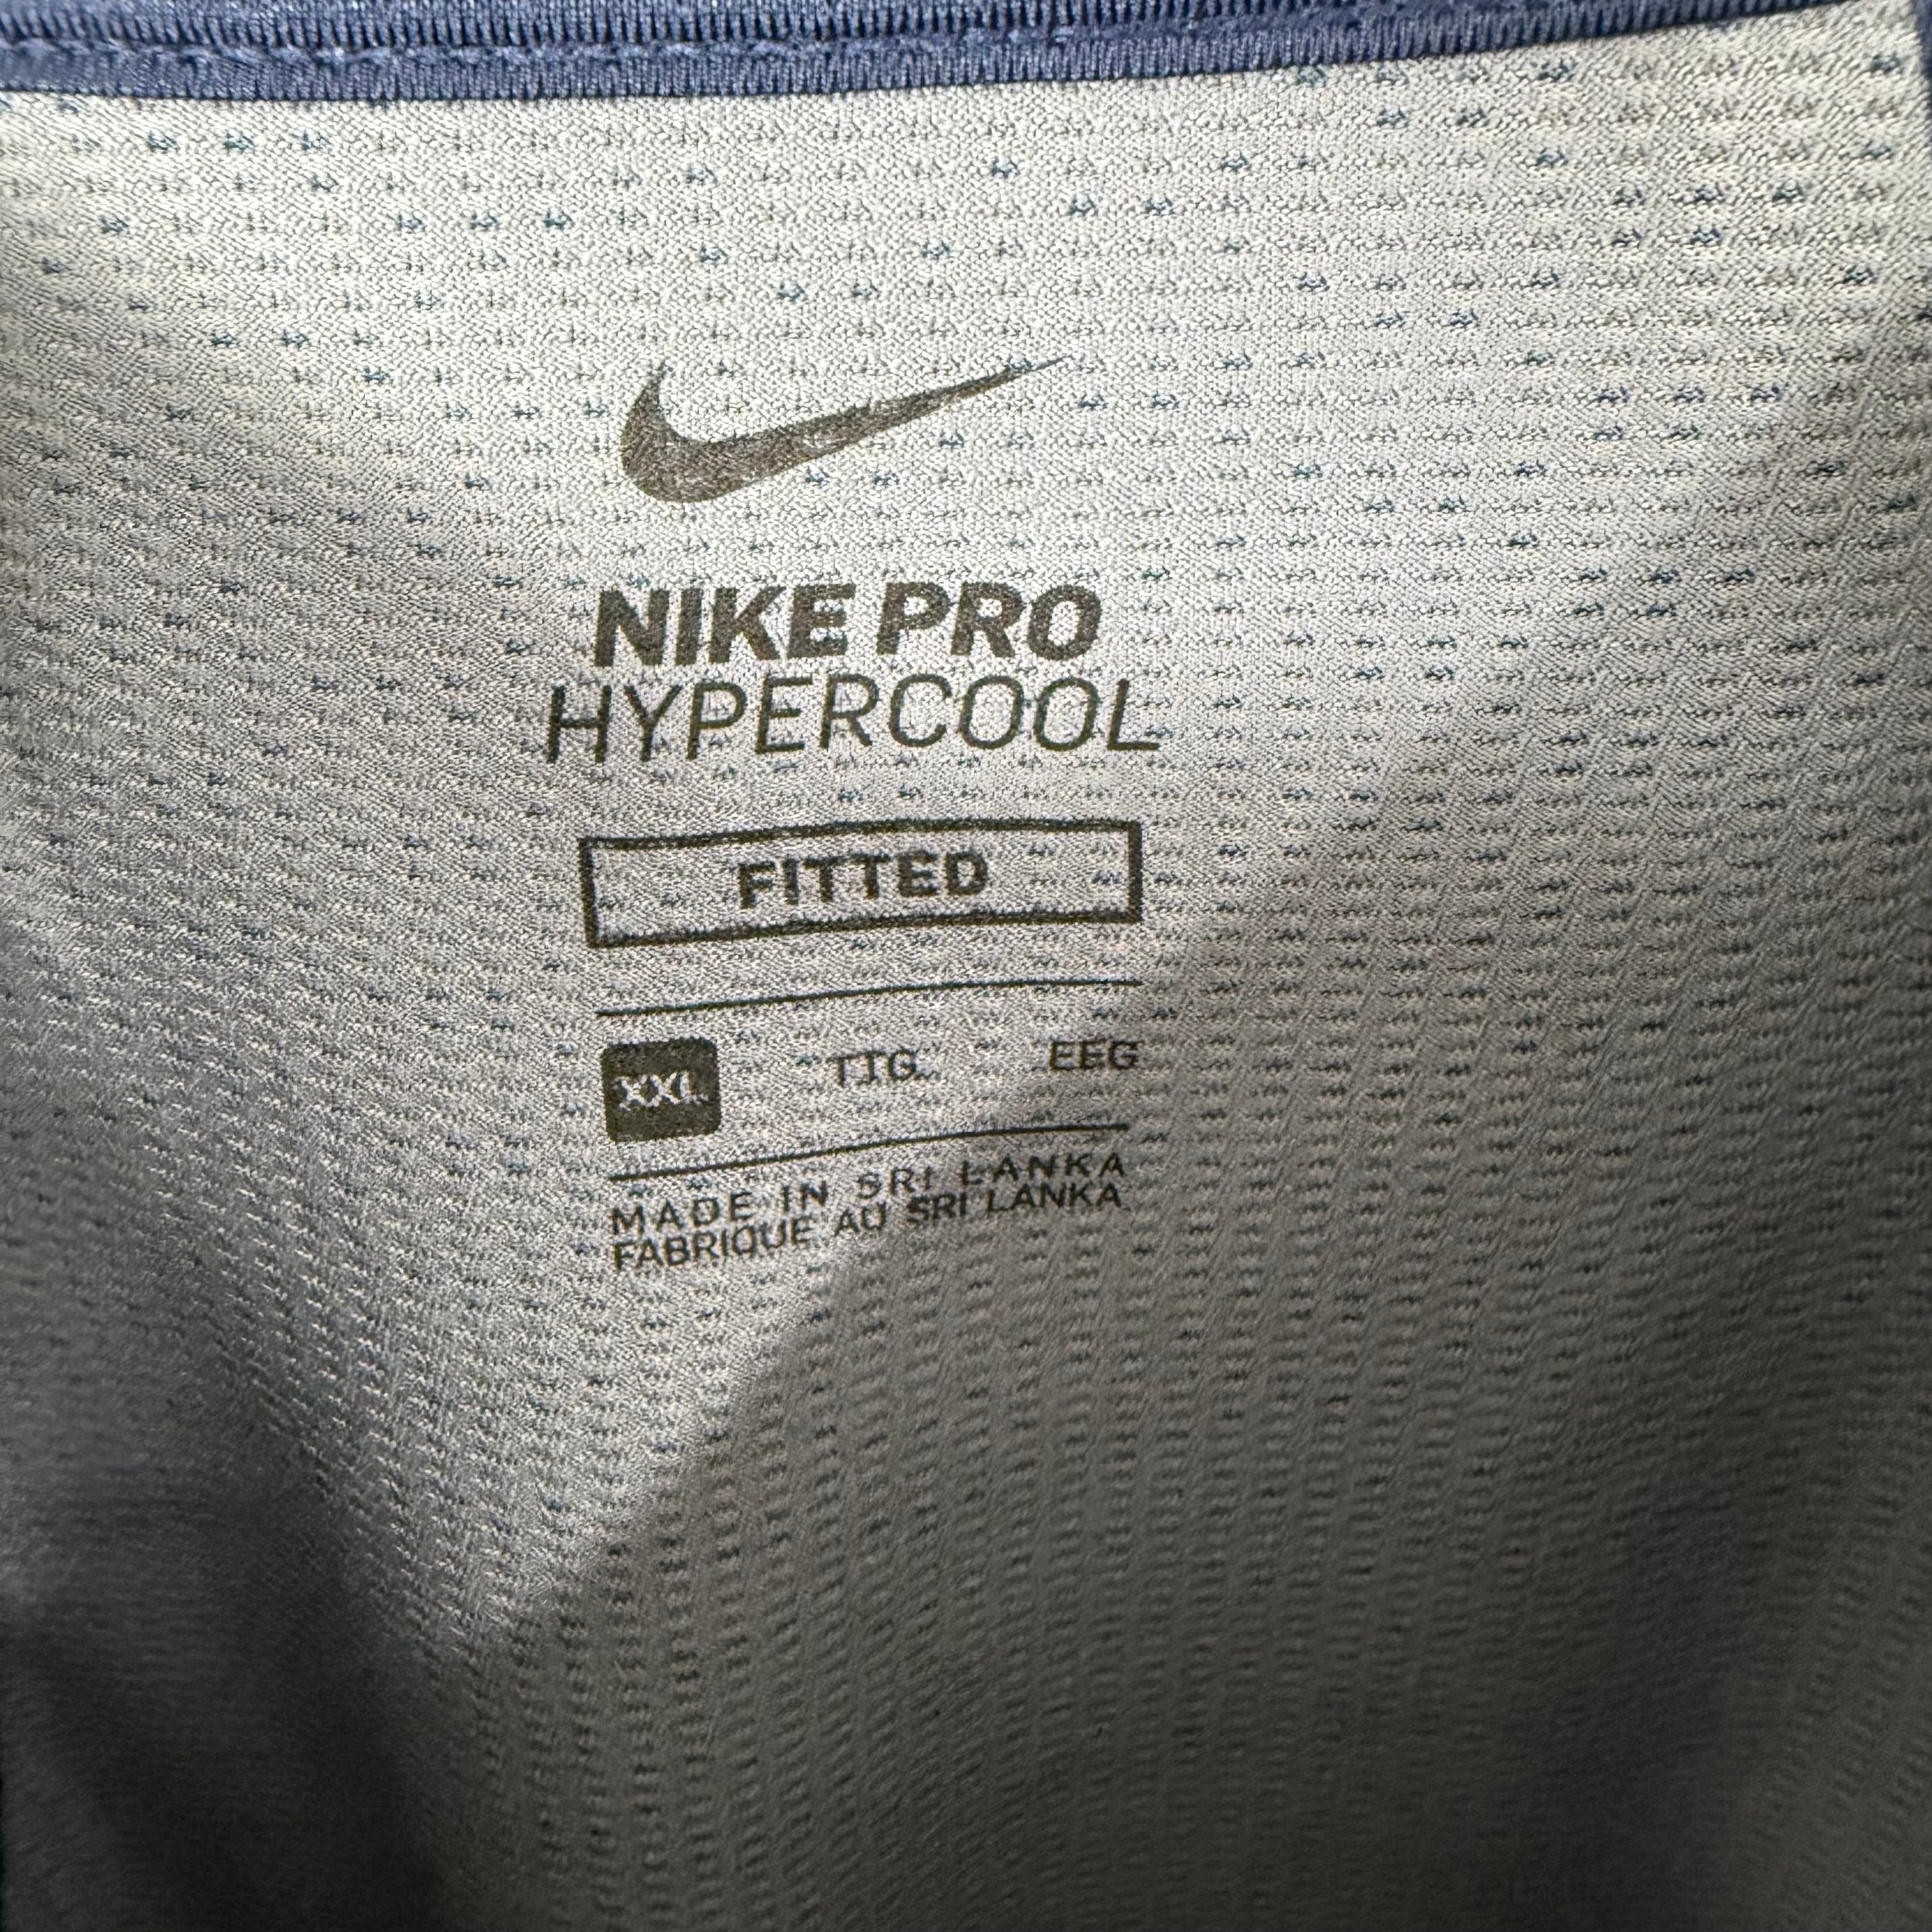 NIKE PRO
HYPERCOOL
FITTED
XXL TTG EEG
MADE IN SRI LANKA
FABRIQUE AU SRI LANKA